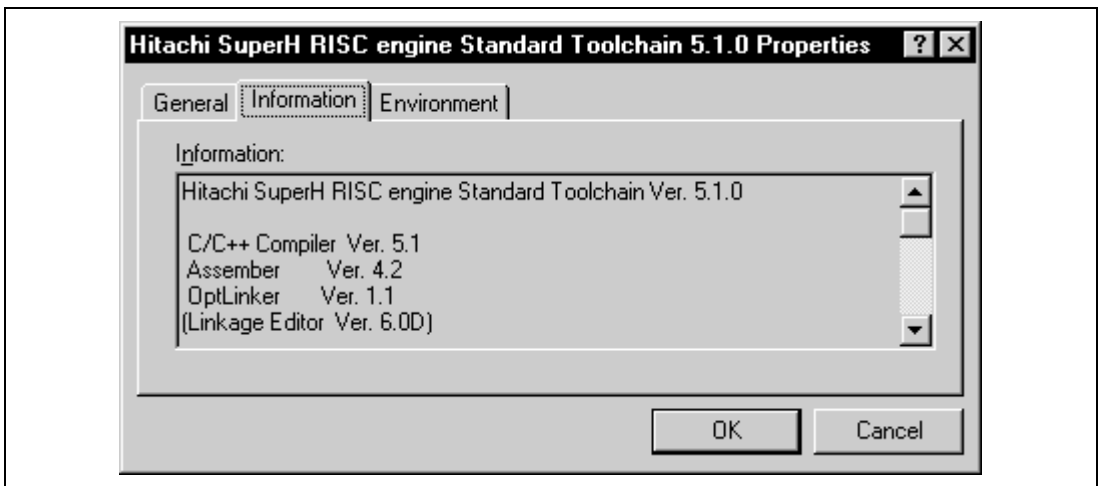 Hitachi SuperH RISC engine Standard Toolchain 5.1.0 Properties
General Information Environment
Information:
Hitachi SuperH RISC engine Standard Toolchain Ver. 5.1.0
C/C++ Compiler Ver. 5.1
Assember Ver. 4.2
OptLinker Ver. 1.1
(Linkage Editor Ver. 6.0D)
OK Cancel